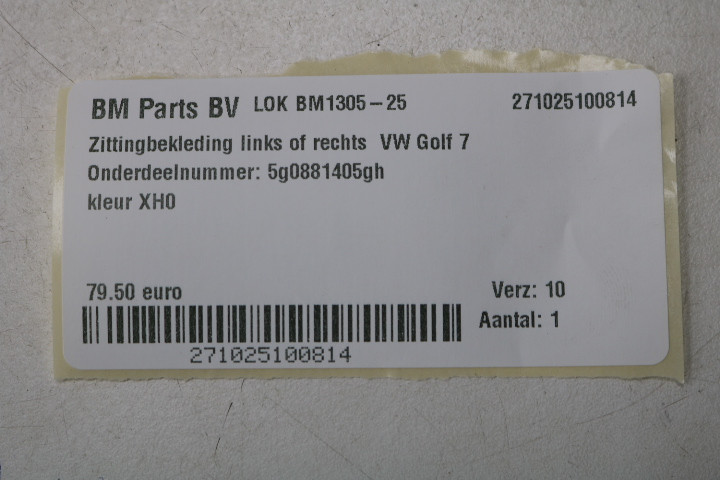 BM Parts BV LOK BM1305-25 271025100814
Zittingbekleding links of rechts VW Golf 7
Onderdeelnummer: 5g0881405gh
kleur XH0
79.50 euro Verz: 10
Aantal: 1
271025100814